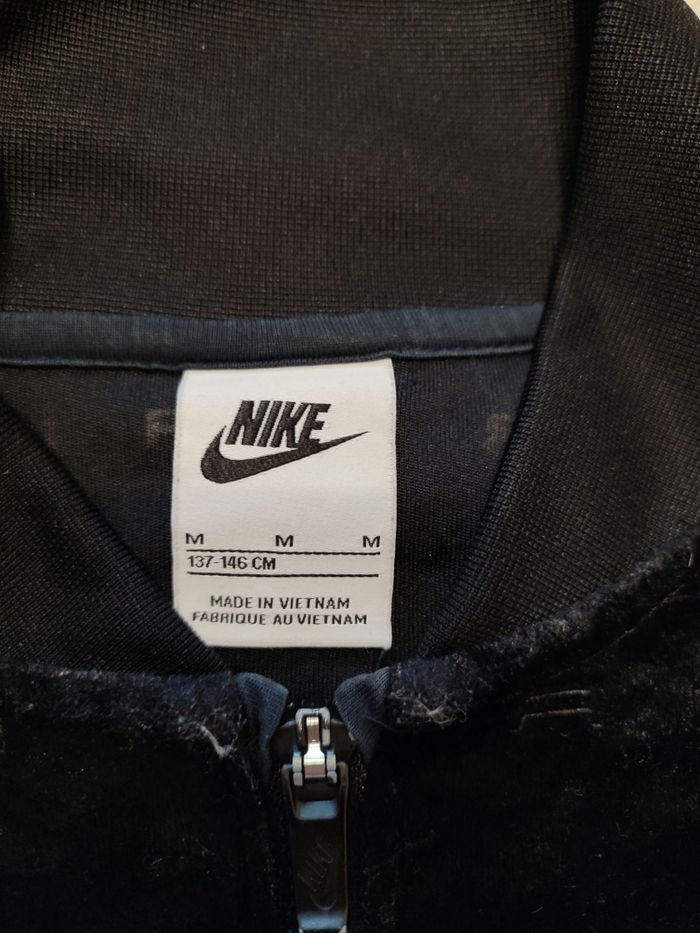 NIKE
M M M
137-146 CM
MADE IN VIETNAM
FABRIQUE AU VIETNAM